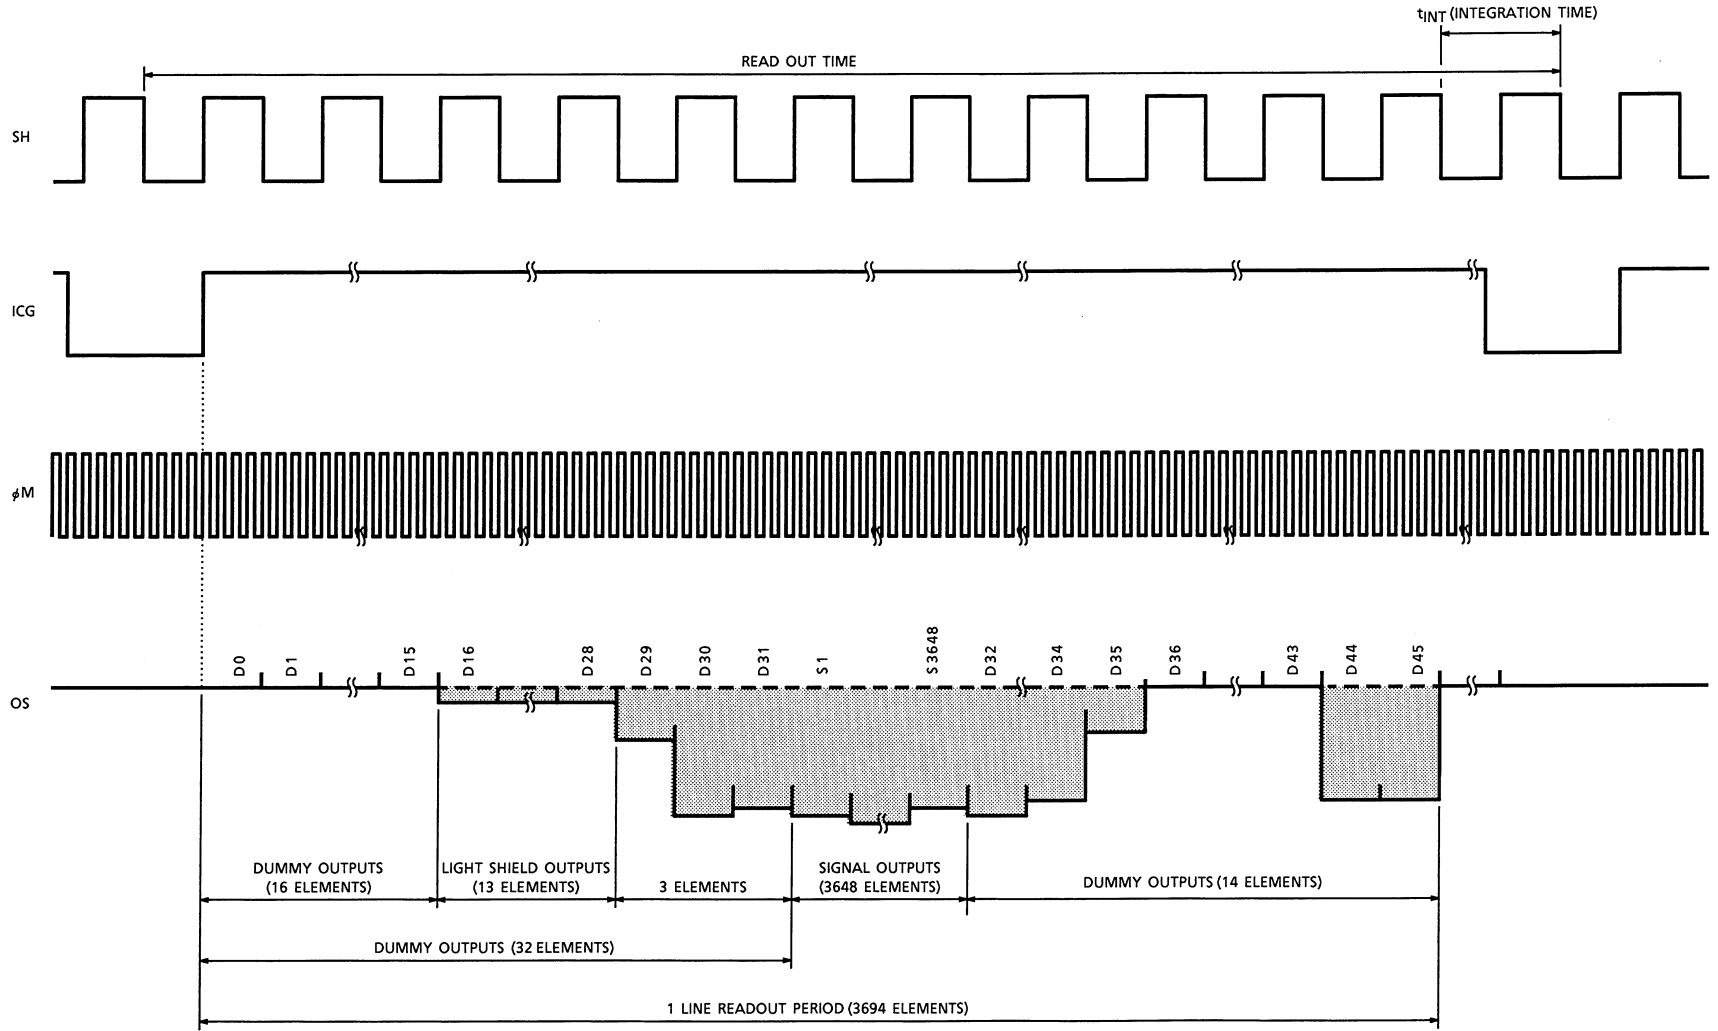 tINT (INTEGRATION TIME)
READ OUT TIME
SH
ICG
φM
D0
D1
D15
D16
D28
D29
D30
D31
S1
S3648
D32
D34
D35
D36
D43
D44
D45
OS
DUMMY OUTPUTS
(16 ELEMENTS)
LIGHT SHIELD OUTPUTS
(13 ELEMENTS)
3 ELEMENTS
SIGNAL OUTPUTS
(3648 ELEMENTS)
DUMMY OUTPUTS (14 ELEMENTS)
DUMMY OUTPUTS (32 ELEMENTS)
1 LINE READOUT PERIOD (3694 ELEMENTS)